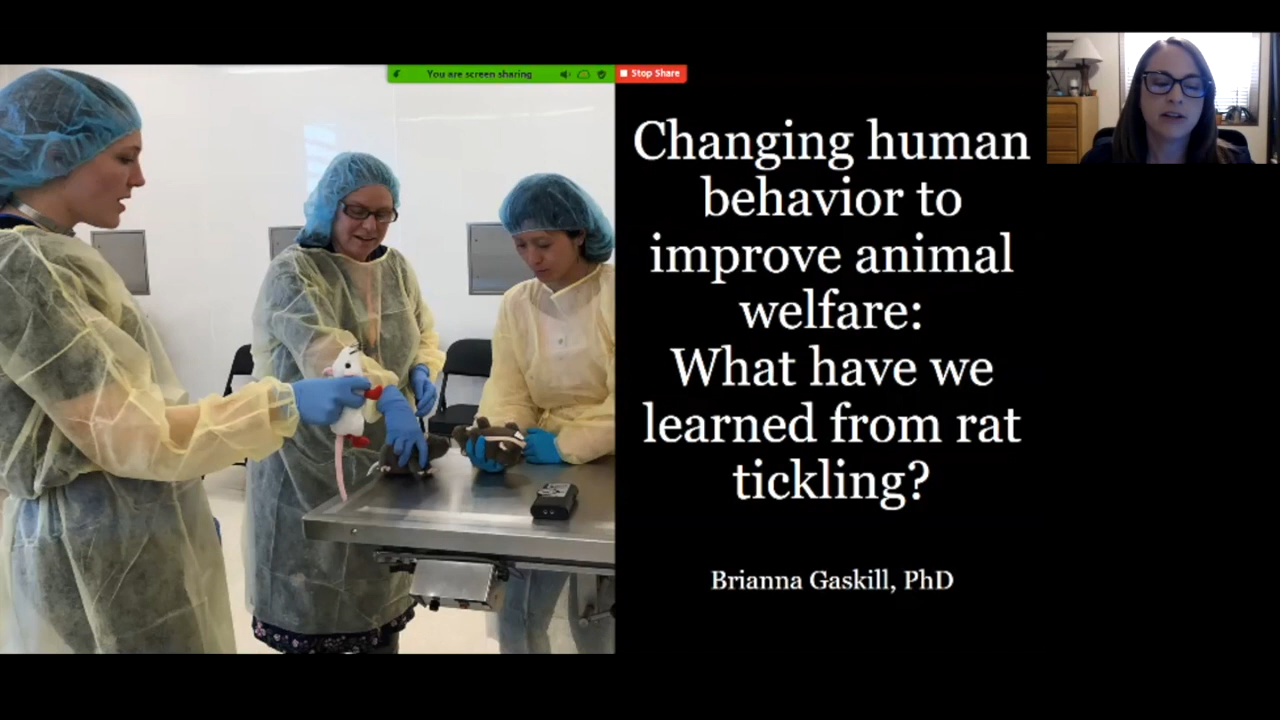 You are screen sharing
Stop Share
Changing human
behavior to
improve animal
welfare:
What have we
learned from rat
tickling?
Brianna Gaskill, PhD